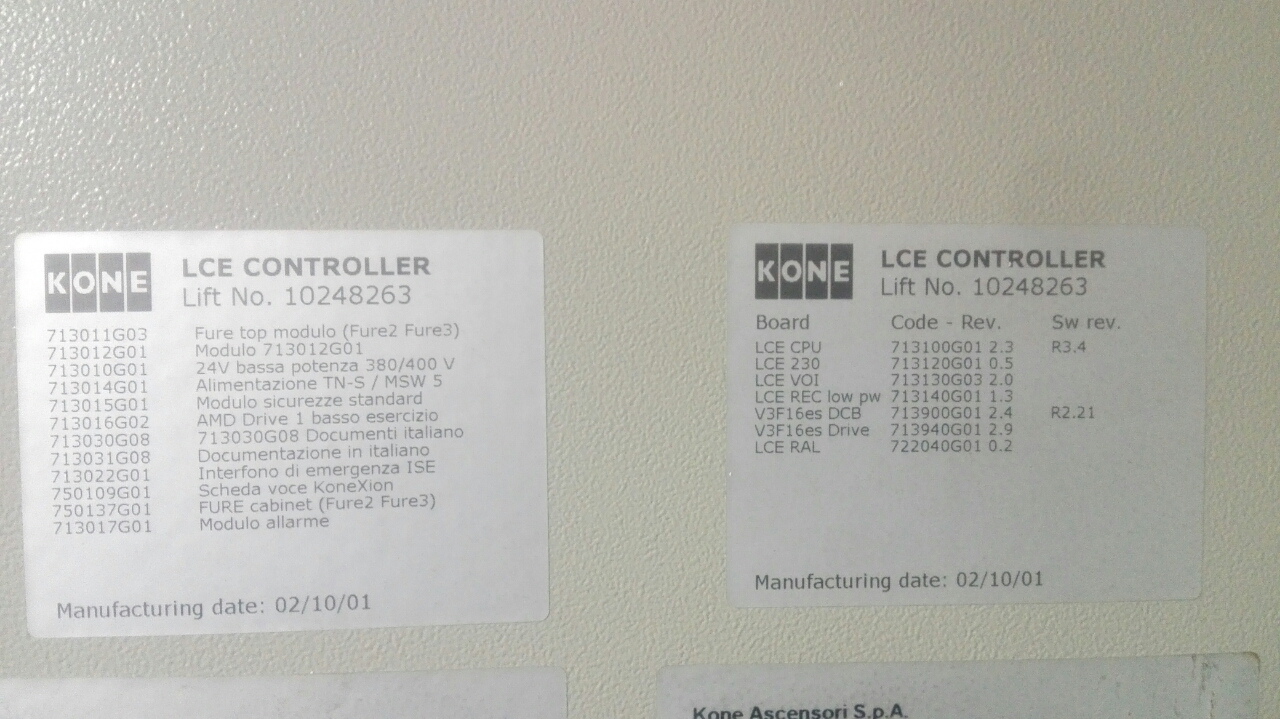 KONE
LCE CONTROLLER
Lift No. 10248263
713011G03 Fure top modulo (Fure2 Fure3)
713012G01 Modulo 713012G01
713010G01 24V bassa potenza 380/400 V
713014G01 Alimentazione TN-S / MSW 5
713015G01 Modulo sicurezze standard
713016G02 AMD Drive 1 basso esercizio
713030G08 713030G08 Documenti italiano
713031G08 Documentazione in italiano
713022G01 Interfono di emergenza ISE
750109G01 Scheda voce KoneXion
750137G01 FURE cabinet (Fure2 Fure3)
713017G01 Modulo allarme
Manufacturing date: 02/10/01
KONE
LCE CONTROLLER
Lift No. 10248263
Board Code - Rev. Sw rev.
LCE CPU 713100G01 2.3 R3.4
LCE 230 713120G01 0.5
LCE VOI 713130G03 2.0
LCE REC low pw 713140G01 1.3
V3F16es DCB 713900G01 2.4 R2.21
V3F16es Drive 713940G01 2.9
LCE RAL 722040G01 0.2
Manufacturing date: 02/10/01
Kone Ascensori S.p.A.